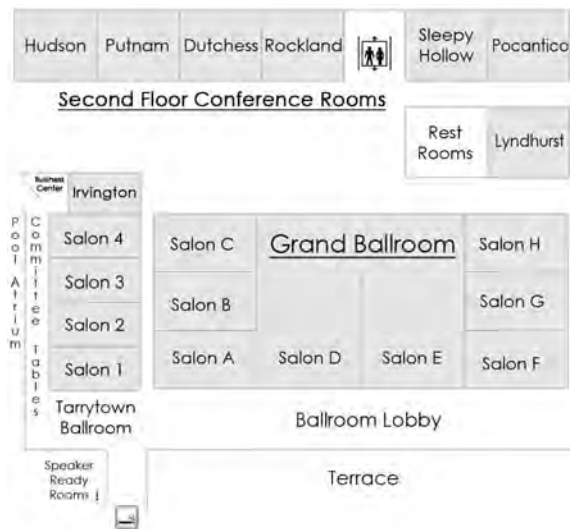 Hudson
Putnam
Dutchess
Rockland
Sleepy
Hollow
Pocantico
Second Floor Conference Rooms
Rest
Rooms
Lyndhurst
Business
Center
Irvington
Pool Atrium
Committee Tables
Salon 4
Salon 3
Salon 2
Salon 1
Tarrytown
Ballroom
Salon C
Grand Ballroom
Salon H
Salon B
Salon G
Salon A
Salon D
Salon E
Salon F
Ballroom Lobby
Speaker
Ready
Rooms
Terrace